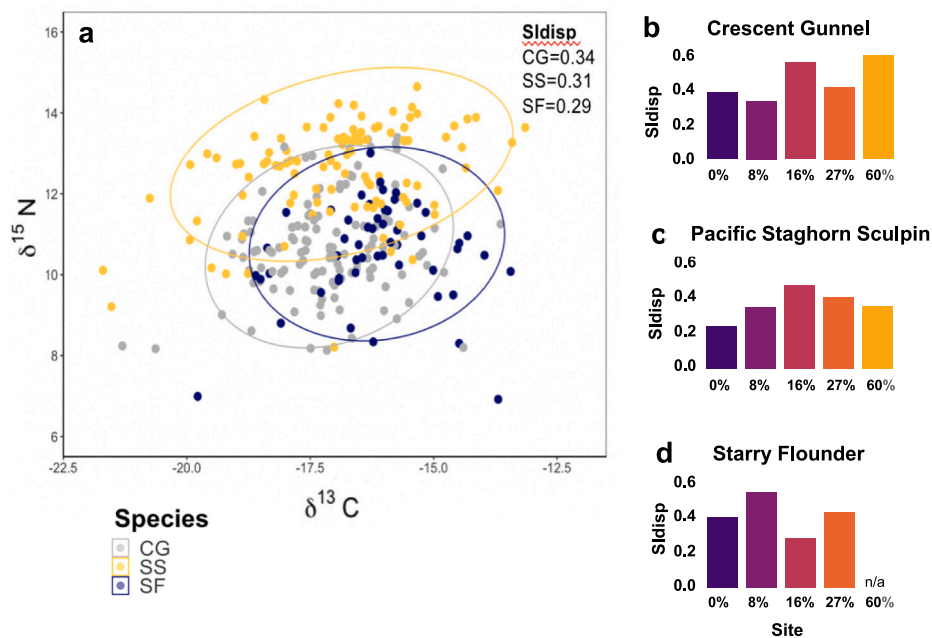 a
16
14
12
10
8
6
δ15 N
SIdisp
CG=0.34
SS=0.31
SF=0.29
-22.5 -20.0 -17.5 -15.0 -12.5
δ13 C
Species
CG
SS
SF
b Crescent Gunnel
0.6
0.4
0.2
0.0
SIdisp
0% 8% 16% 27% 60%
c Pacific Staghorn Sculpin
0.6
0.4
0.2
0.0
SIdisp
0% 8% 16% 27% 60%
d Starry Flounder
0.6
0.4
0.2
0.0
SIdisp
n/a
0% 8% 16% 27% 60%
Site